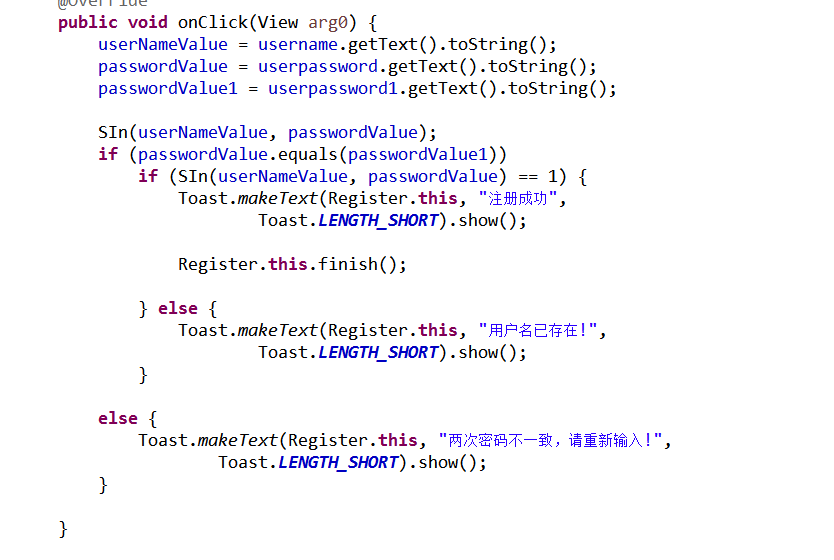 @Override
public void onClick(View arg0) {
userNameValue = username.getText().toString();
passwordValue = userpassword.getText().toString();
passwordValue1 = userpassword1.getText().toString();
SIn(userNameValue, passwordValue);
if (passwordValue.equals(passwordValue1))
if (SIn(userNameValue, passwordValue) == 1) {
Toast.makeText(Register.this, "注册成功",
Toast.LENGTH_SHORT).show();
Register.this.finish();
} else {
Toast.makeText(Register.this, "用户名已存在!",
Toast.LENGTH_SHORT).show();
}
else {
Toast.makeText(Register.this, "两次密码不一致，请重新输入!",
Toast.LENGTH_SHORT).show();
}
}